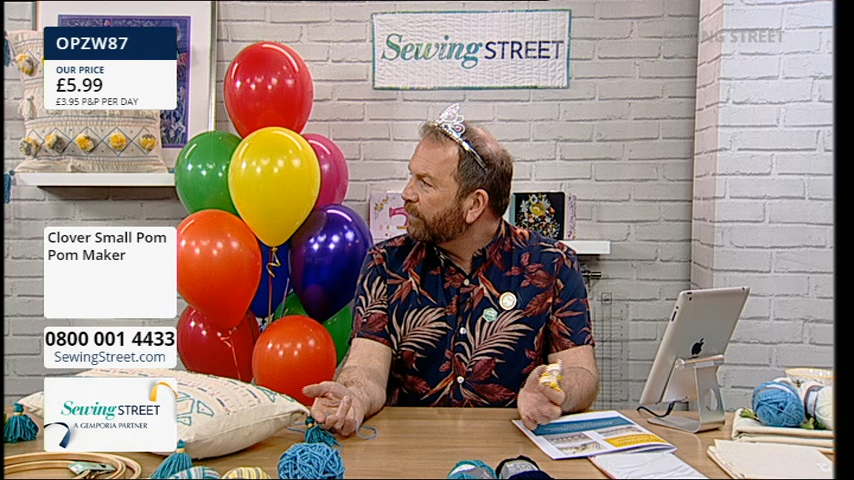 OPZW87
OUR PRICE
£5.99
£3.95 P&P PER DAY
Clover Small Pom
Pom Maker
0800 001 4433
SewingStreet.com
Sewing STREET
A GEMPORIA PARTNER
Sewing STREET
SEWING STREET